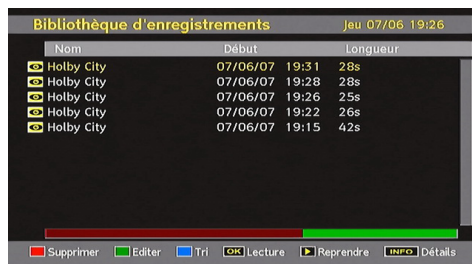 Bibliothèque d'enregistrements Jeu 07/06 19:26
Nom Début Longueur
Holby City 07/06/07 19:31 28s
Holby City 07/06/07 19:28 28s
Holby City 07/06/07 19:26 25s
Holby City 07/06/07 19:22 26s
Holby City 07/06/07 19:15 42s
Supprimer Editer Tri OK Lecture Reprendre INFO Détails